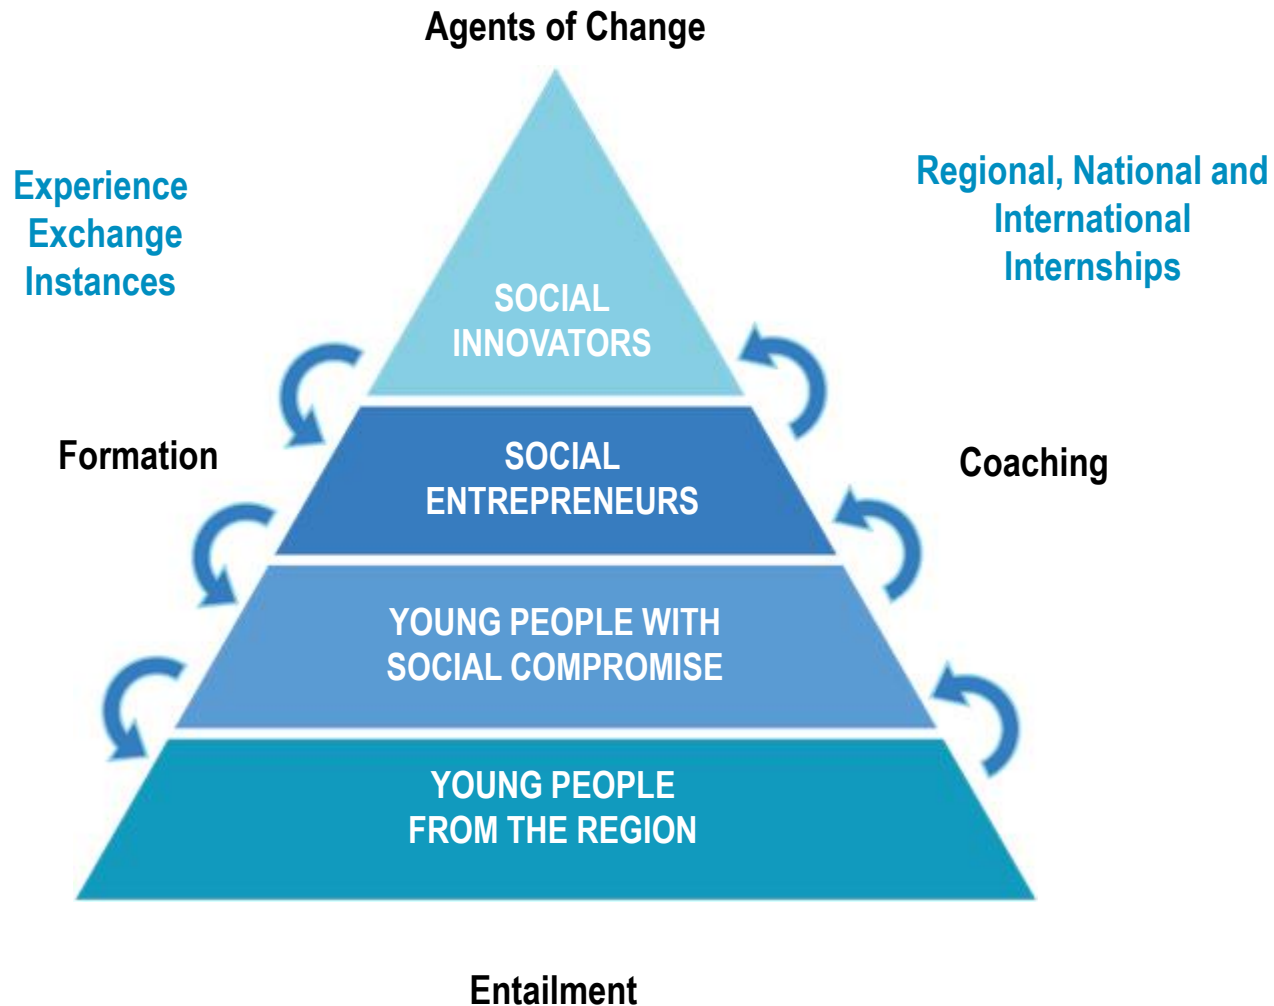 Agents of Change
Experience
Exchange
Instances
Regional, National and
International
Internships
SOCIAL
INNOVATORS
Formation
SOCIAL
ENTREPRENEURS
Coaching
YOUNG PEOPLE WITH
SOCIAL COMPROMISE
YOUNG PEOPLE
FROM THE REGION
Entailment